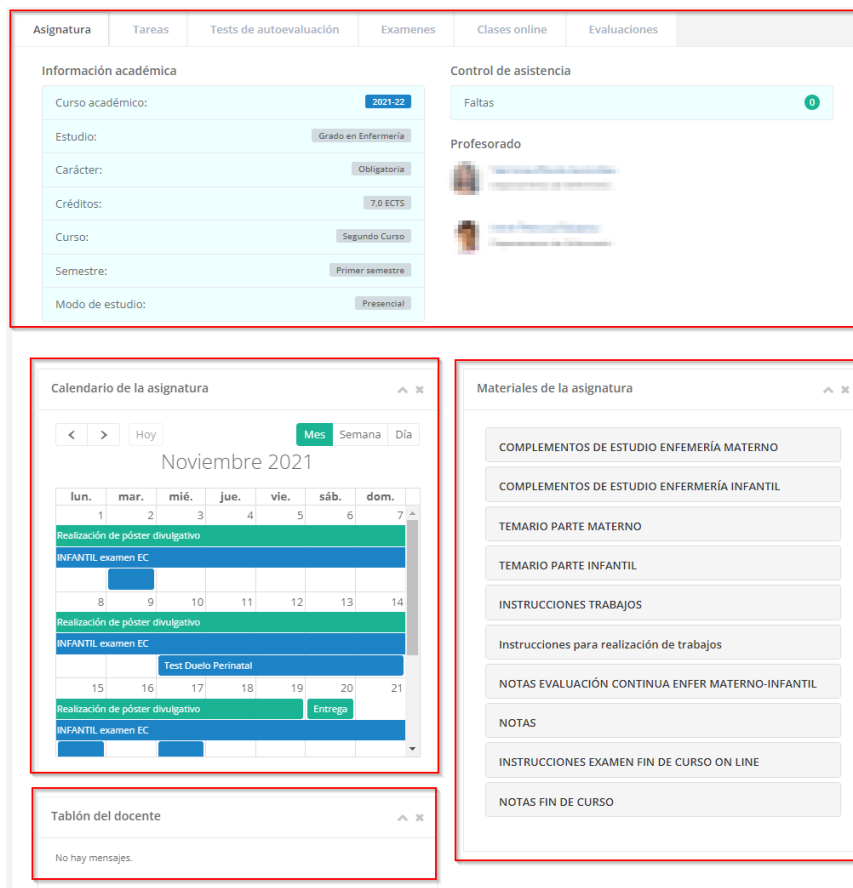 Asignatura Tareas Tests de autoevaluación Examenes Clases online Evaluaciones
Información académica
Curso académico: 2021-22
Estudio: Grado en Enfermería
Carácter: Obligatoria
Créditos: 7,0 ECTS
Curso: Segundo Curso
Semestre: Primer semestre
Modo de estudio: Presencial
Control de asistencia
Faltas 0
Profesorado
Calendario de la asignatura
Hoy Mes Semana Día
Noviembre 2021
lun. mar. mié. jue. vie. sáb. dom.
1 2 3 4 5 6 7
Realización de póster divulgativo
INFANTIL examen EC
8 9 10 11 12 13 14
Realización de póster divulgativo
INFANTIL examen EC
Test Duelo Perinatal
15 16 17 18 19 20 21
Realización de póster divulgativo Entrega
INFANTIL examen EC
Tablón del docente
No hay mensajes.
Materiales de la asignatura
COMPLEMENTOS DE ESTUDIO ENFEMERÍA MATERNO
COMPLEMENTOS DE ESTUDIO ENFERMERÍA INFANTIL
TEMARIO PARTE MATERNO
TEMARIO PARTE INFANTIL
INSTRUCCIONES TRABAJOS
Instrucciones para realización de trabajos
NOTAS EVALUACIÓN CONTINUA ENFER MATERNO-INFANTIL
NOTAS
INSTRUCCIONES EXAMEN FIN DE CURSO ON LINE
NOTAS FIN DE CURSO